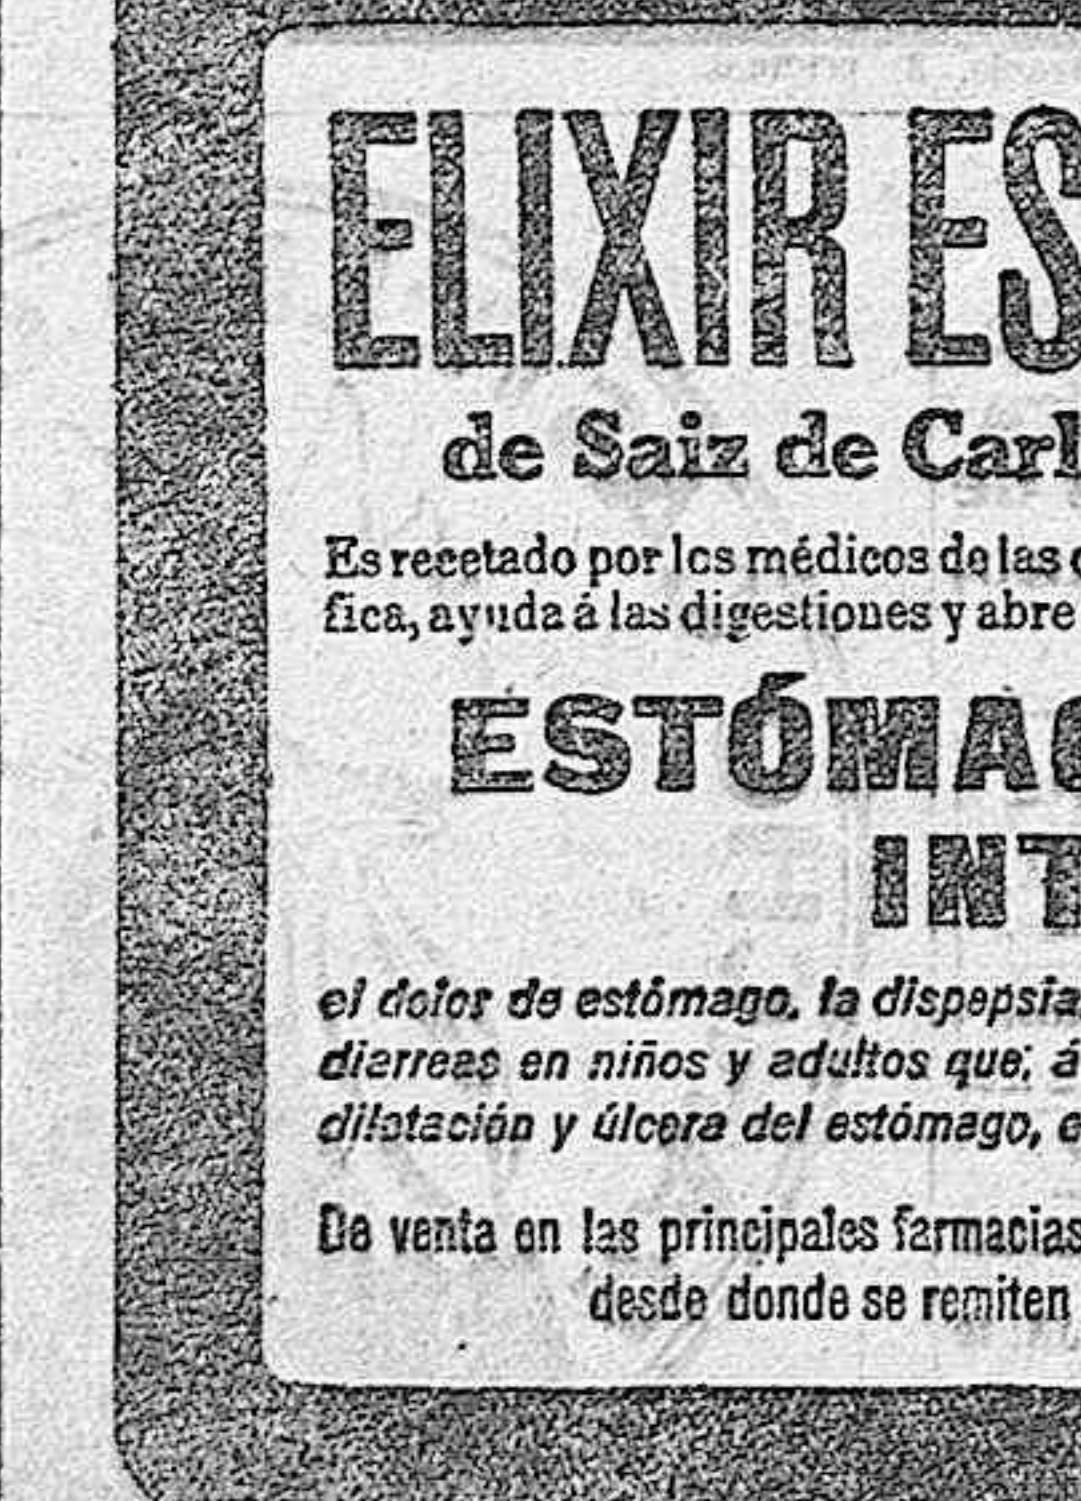 ELIXIR ES
de Saiz de Carl
Es recetado por los médicos de las
fica, ayuda á las digestiones y abre
ESTÓMAG
INT
el dolor de estómago, la dispepsia
diarreas en niños y adultos que, á
dilatación y úlcera del estómago, e
De venta en las principales farmacias
desde donde se remiten